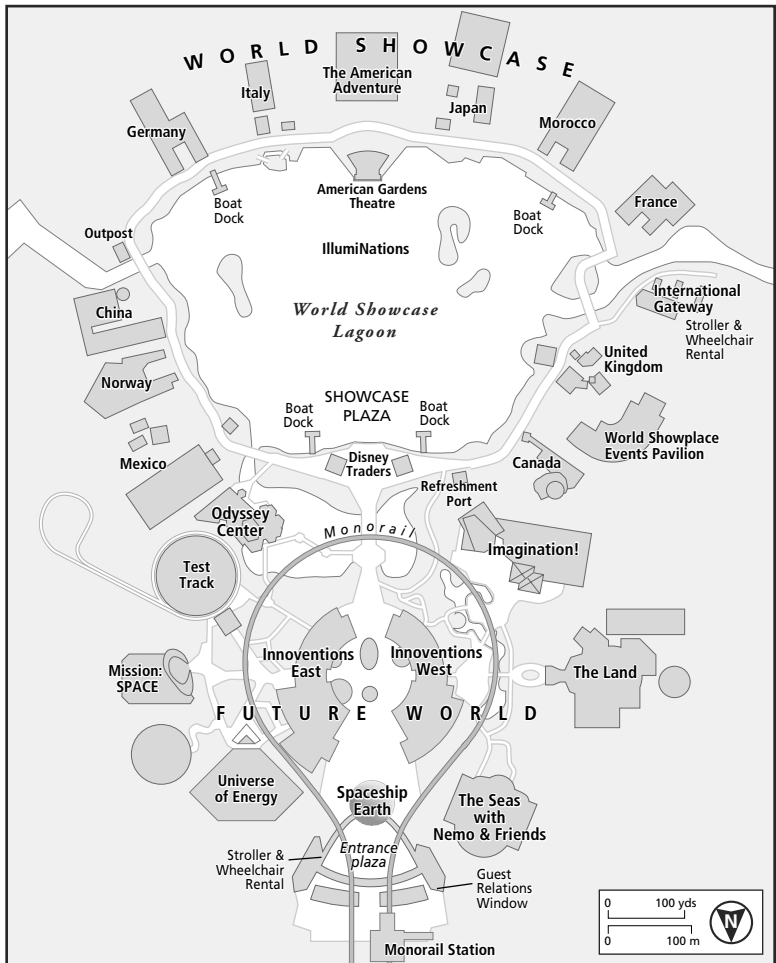 WORLD SHOWCASE
The American
Adventure
Italy
Japan
Germany
Morocco
American Gardens
Theatre
France
Boat
Dock
Boat
Dock
Outpost
IllumiNations
International
Gateway
Stroller &
Wheelchair
Rental
China
World Showcase
Lagoon
United
Kingdom
Norway
SHOWCASE
PLAZA
Boat
Dock
Boat
Dock
World Showplace
Events Pavilion
Mexico
Disney
Traders
Canada
Refreshment
Port
Odyssey
Center
Monorail
Imagination!
Test
Track
Innoventions
East
Innoventions
West
Mission:
SPACE
The Land
FUTURE WORLD
Universe
of Energy
Spaceship
Earth
The Seas
with
Nemo & Friends
Entrance
plaza
Stroller &
Wheelchair
Rental
Guest
Relations
Window
Monorail Station
0 100 yds
0 100 m
N